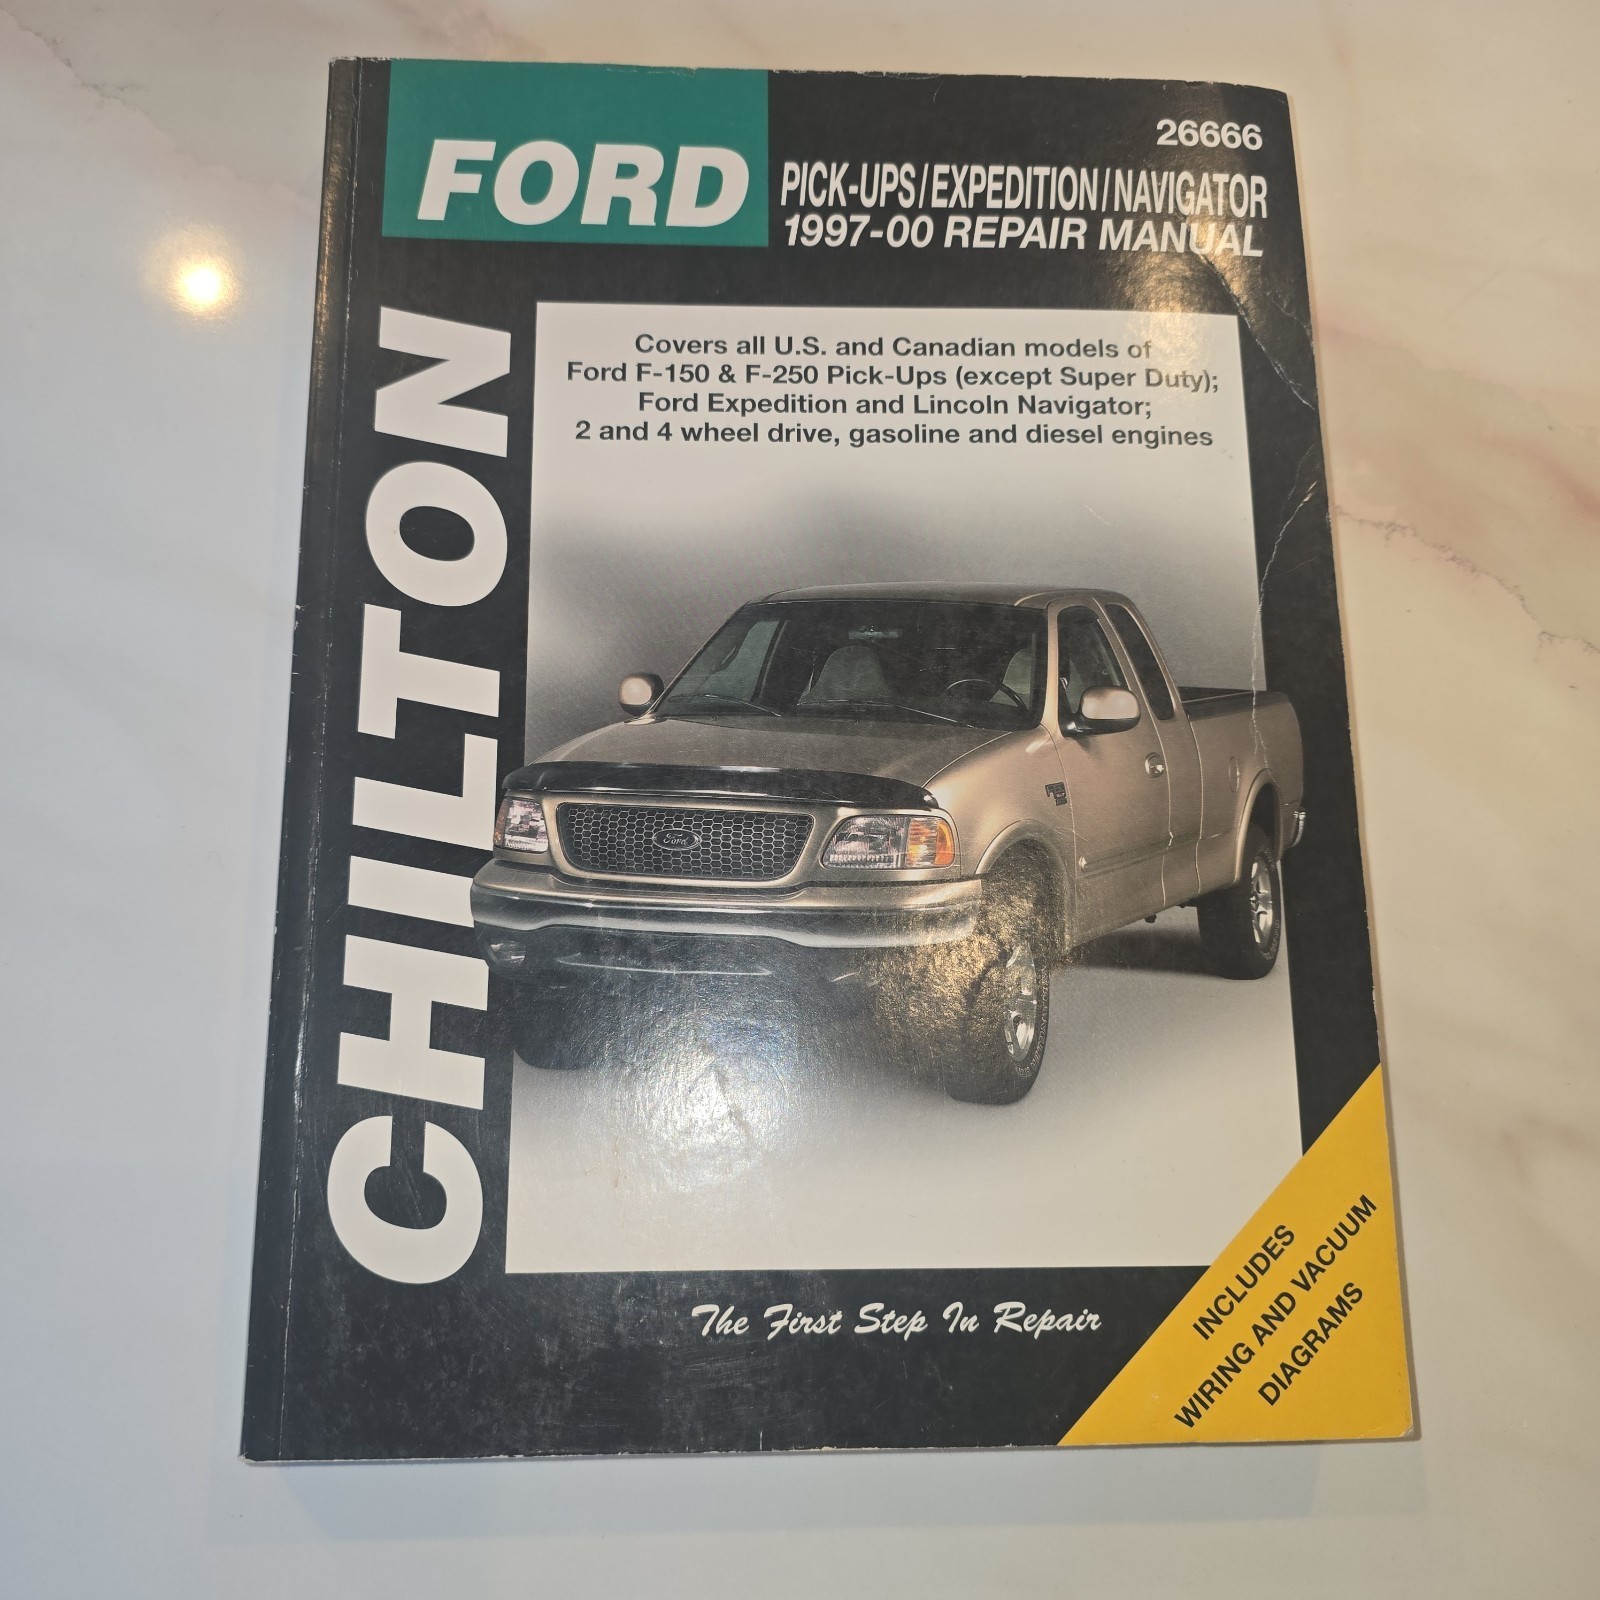 FORD
26666
PICK-UPS/EXPEDITION/NAVIGATOR
1997-00 REPAIR MANUAL
CHILTON
Covers all U.S. and Canadian models of
Ford F-150 & F-250 Pick-Ups (except Super Duty);
Ford Expedition and Lincoln Navigator;
2 and 4 wheel drive, gasoline and diesel engines
Ford
The First Step In Repair
INCLUDES
WIRING AND VACUUM
DIAGRAMS